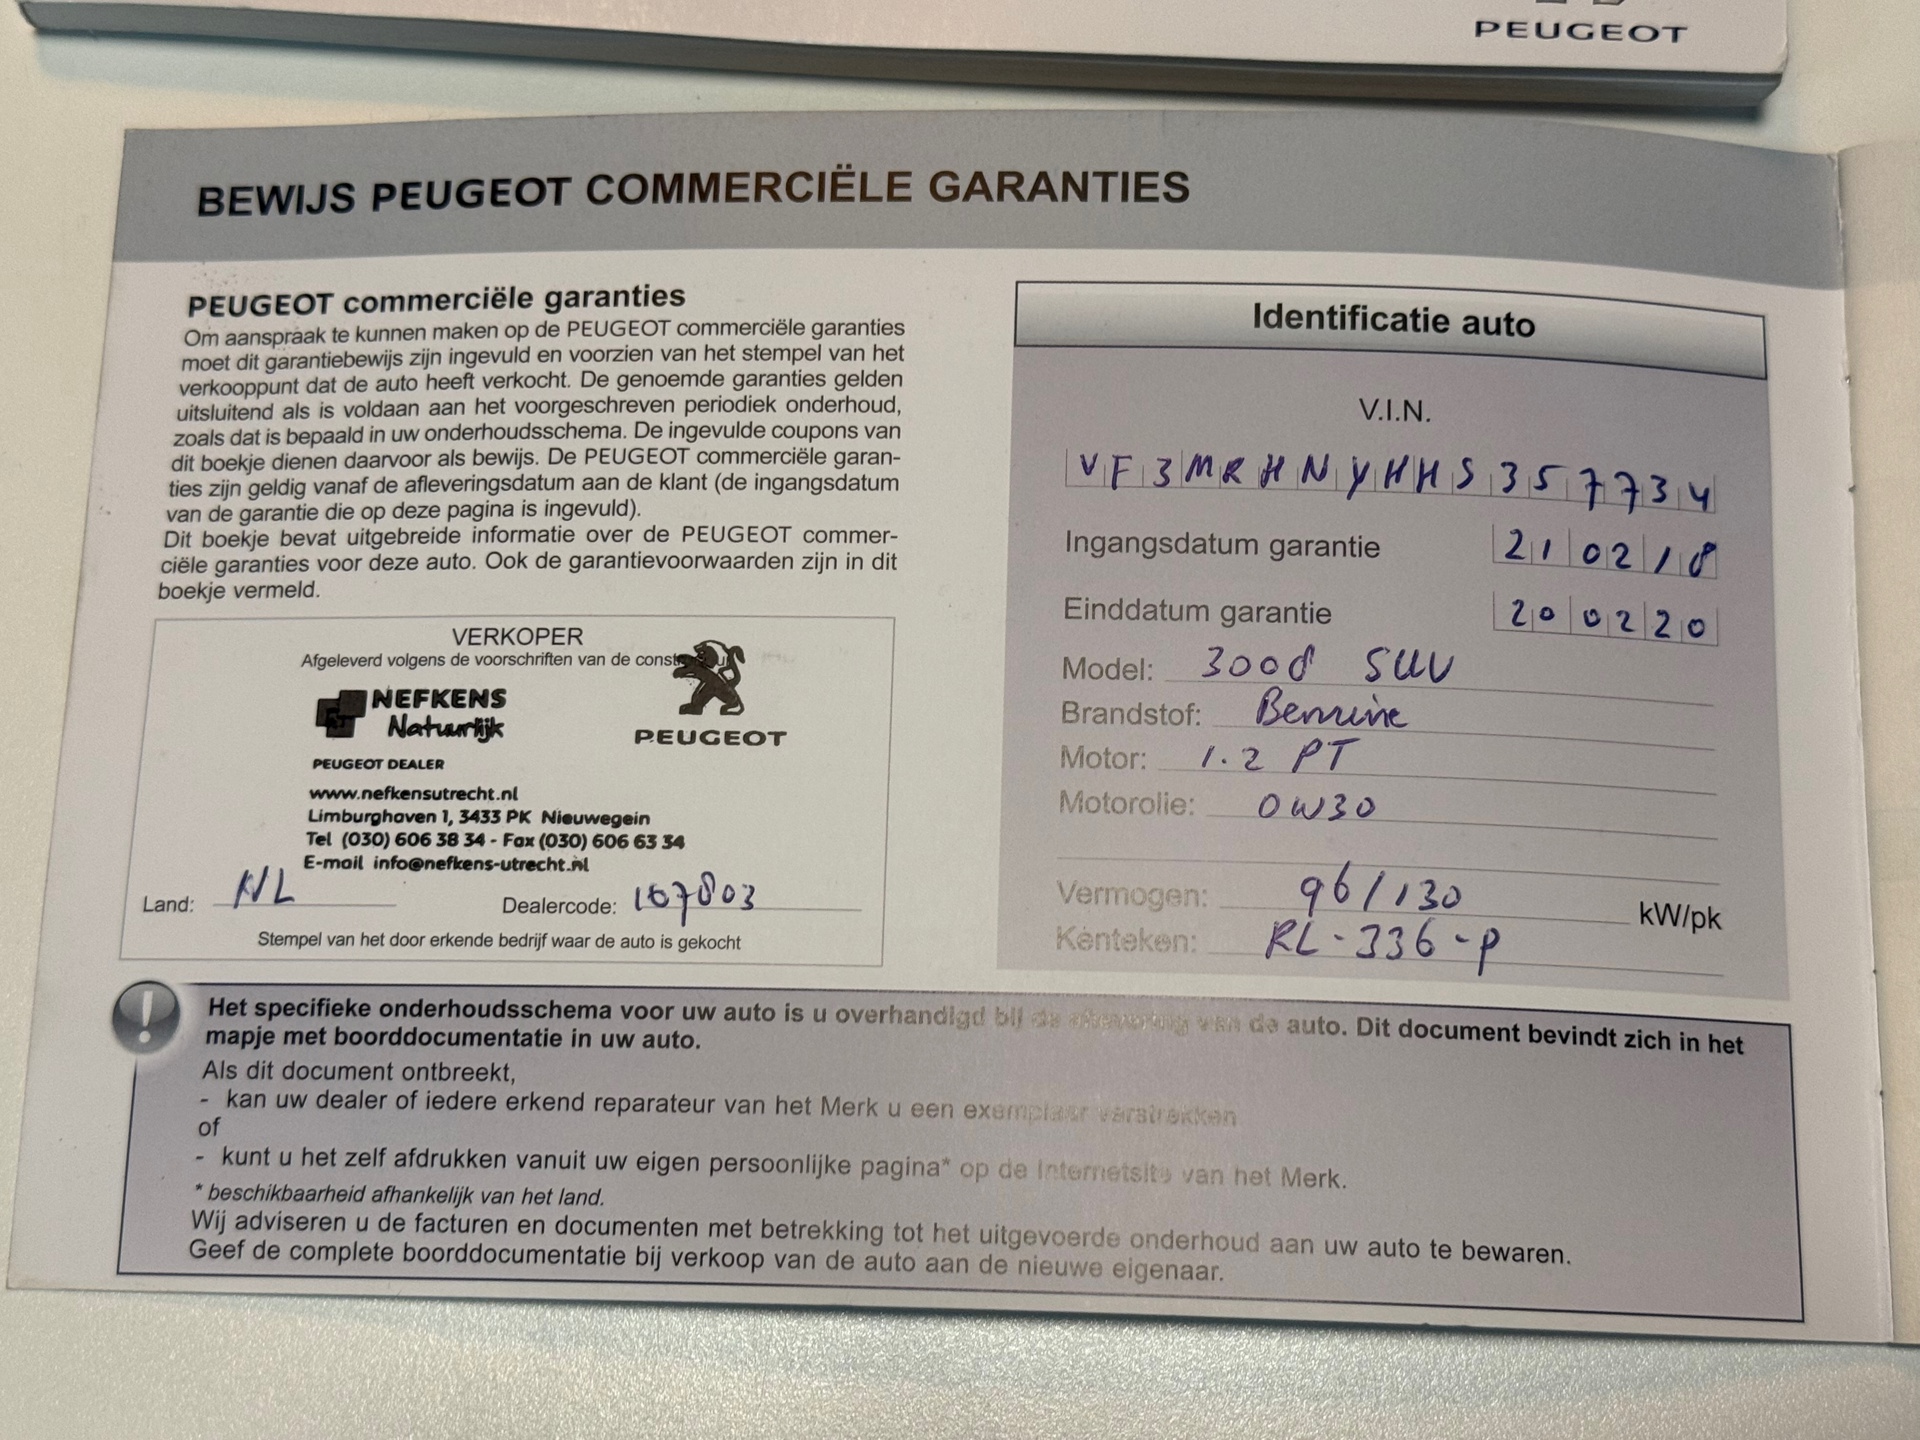 PEUGEOT
BEWIJS PEUGEOT COMMERCIËLE GARANTIES
PEUGEOT commerciële garanties
Om aanspraak te kunnen maken op de PEUGEOT commerciële garanties
moet dit garantiebewijs zijn ingevuld en voorzien van het stempel van het
verkooppunt dat de auto heeft verkocht. De genoemde garanties gelden
uitsluitend als is voldaan aan het voorgeschreven periodiek onderhoud,
zoals dat is bepaald in uw onderhoudsschema. De ingevulde coupons van
dit boekje dienen daarvoor als bewijs. De PEUGEOT commerciële garan-
ties zijn geldig vanaf de afleveringsdatum aan de klant (de ingangsdatum
van de garantie die op deze pagina is ingevuld).
Dit boekje bevat uitgebreide informatie over de PEUGEOT commer-
ciële garanties voor deze auto. Ook de garantievoorwaarden zijn in dit
boekje vermeld.
VERKOPER
Afgeleverd volgens de voorschriften van de
NEFKENS
Natuurlijk
PEUGEOT
PEUGEOT DEALER
www.nefkensutrecht.nl
Limburghaven 1, 3433 PK Nieuwegein
Tel (030) 606 38 34 - Fax (030) 606 63 34
E-mail info@nefkens-utrecht.nl
Land: NL Dealercode: 167803
Stempel van het door erkende bedrijf waar de auto is gekocht
Identificatie auto
V.I.N.
VF3MRHNYHHS357734
Ingangsdatum garantie 210218
Einddatum garantie 200220
Model: 3008 SUV
Brandstof: Benzine
Motor: 1.2 PT
Motorolie: 0W30
Vermogen: 96/130 kW/pk
Kenteken: RL-336-P
Het specifieke onderhoudsschema voor uw auto is u overhandigd bij de aflevering van de auto. Dit document bevindt zich in het
mapje met boorddocumentatie in uw auto.
Als dit document ontbreekt,
- kan uw dealer of iedere erkend reparateur van het Merk u een exemplaar verstrekken
of
- kunt u het zelf afdrukken vanuit uw eigen persoonlijke pagina* op de Internetsite van het Merk.
* beschikbaarheid afhankelijk van het land.
Wij adviseren u de facturen en documenten met betrekking tot het uitgevoerde onderhoud aan uw auto te bewaren.
Geef de complete boorddocumentatie bij verkoop van de auto aan de nieuwe eigenaar.